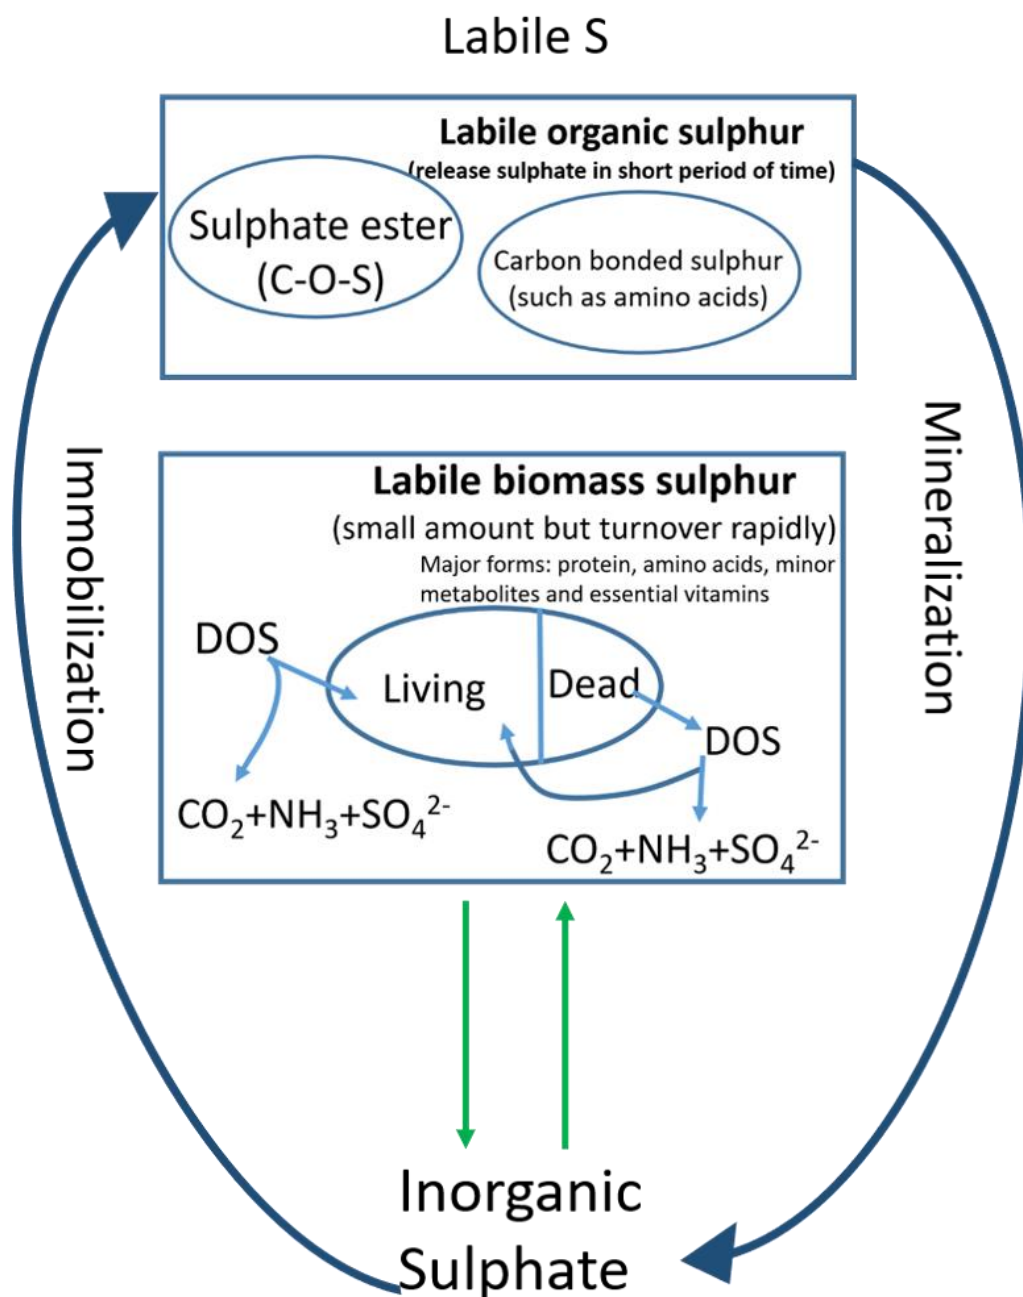 Labile S
Labile organic sulphur
(release sulphate in short period of time)
Sulphate ester
(C-O-S)
Carbon bonded sulphur
(such as amino acids)
Immobilization
Mineralization
Labile biomass sulphur
(small amount but turnover rapidly)
Major forms: protein, amino acids, minor
metabolites and essential vitamins
DOS
Living
Dead
DOS
CO₂+NH₃+SO₄²⁻
CO₂+NH₃+SO₄²⁻
Inorganic
Sulphate